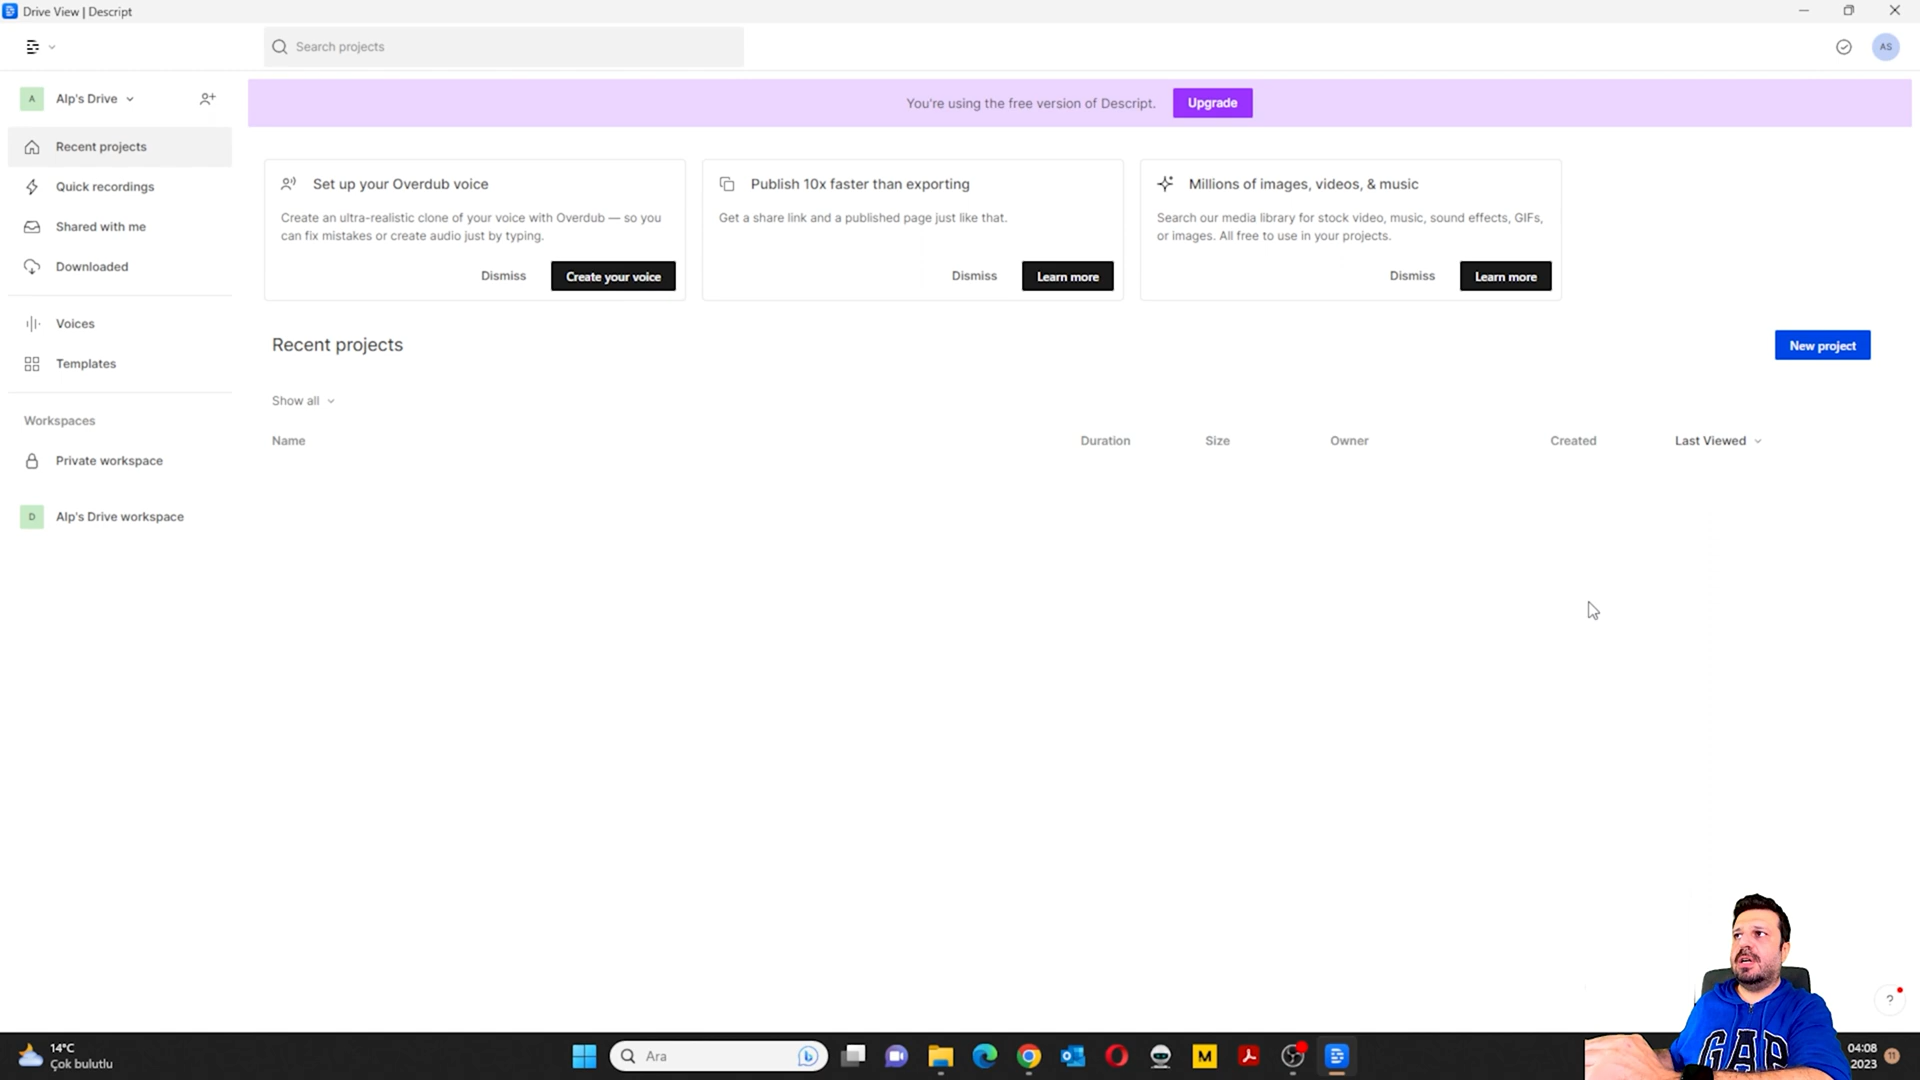 Drive View | Descript
Search projects
AS
A Alp's Drive
You're using the free version of Descript. Upgrade
Recent projects
Quick recordings
Shared with me
Downloaded
Voices
Templates
Workspaces
Private workspace
D Alp's Drive workspace
Set up your Overdub voice
Create an ultra-realistic clone of your voice with Overdub — so you
can fix mistakes or create audio just by typing.
Dismiss Create your voice
Publish 10x faster than exporting
Get a share link and a published page just like that.
Dismiss Learn more
Millions of images, videos, & music
Search our media library for stock video, music, sound effects, GIFs,
or images. All free to use in your projects.
Dismiss Learn more
Recent projects
New project
Show all
Name Duration Size Owner Created Last Viewed
?
GAP
14°C
Çok bulutlu
Ara
M
04:08
2023
11